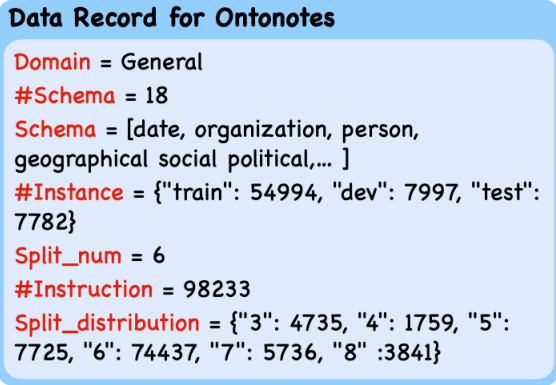 Data Record for Ontonotes
Domain = General
#Schema = 18
Schema = [date, organization, person,
geographical social political,... ]
#Instance = {"train": 54994, "dev": 7997, "test":
7782}
Split_num = 6
#Instruction = 98233
Split_distribution = {"3": 4735, "4": 1759, "5":
7725, "6": 74437, "7": 5736, "8" :3841}